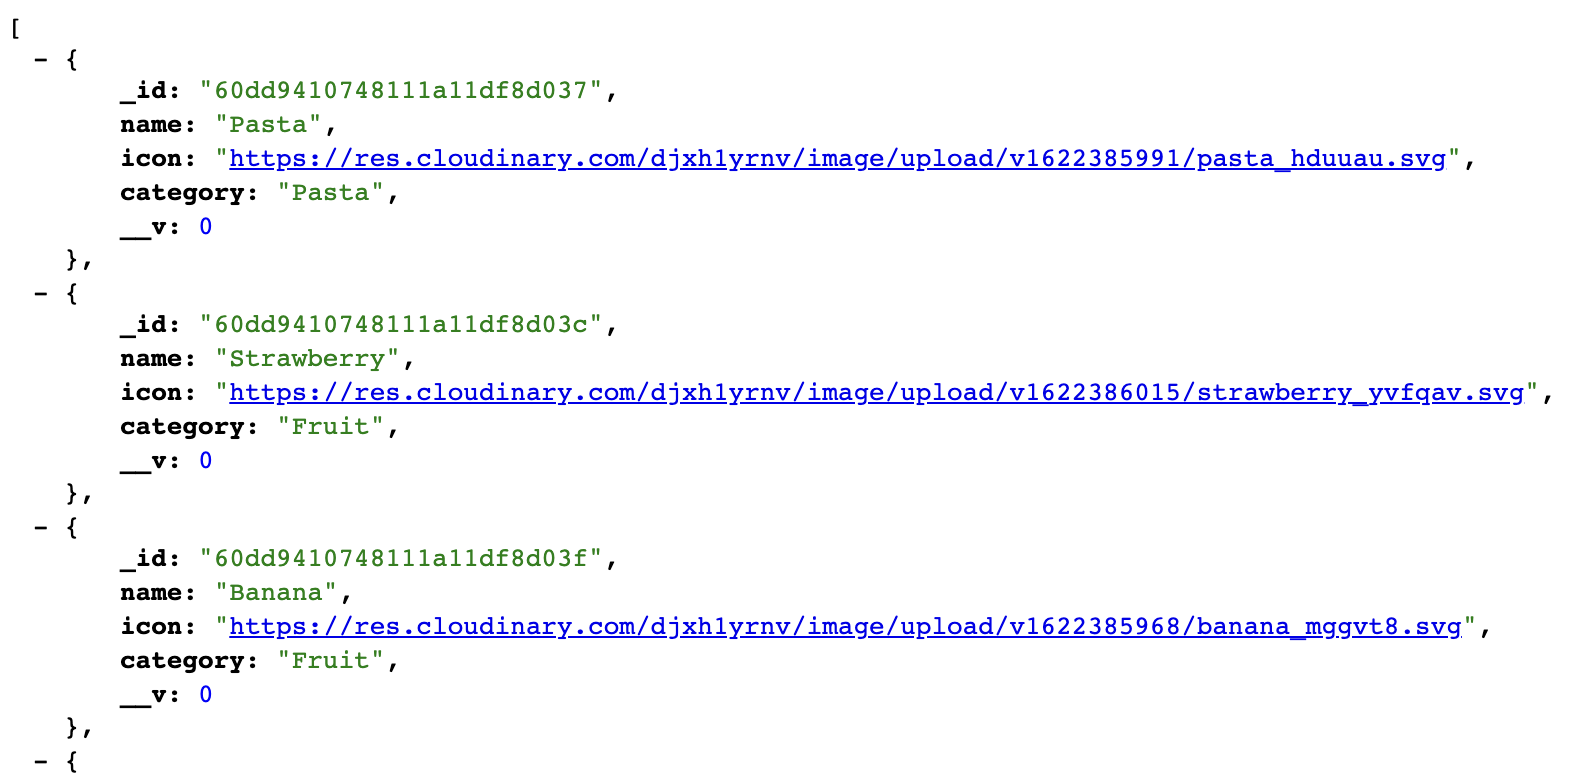 [
- {
_id: "60dd9410748111a11df8d037",
name: "Pasta",
icon: "https://res.cloudinary.com/djxh1yrnv/image/upload/v1622385991/pasta_hduuau.svg",
category: "Pasta",
__v: 0
},
- {
_id: "60dd9410748111a11df8d03c",
name: "Strawberry",
icon: "https://res.cloudinary.com/djxh1yrnv/image/upload/v1622386015/strawberry_yvfqav.svg",
category: "Fruit",
__v: 0
},
- {
_id: "60dd9410748111a11df8d03f",
name: "Banana",
icon: "https://res.cloudinary.com/djxh1yrnv/image/upload/v1622385968/banana_mggvt8.svg",
category: "Fruit",
__v: 0
},
- {